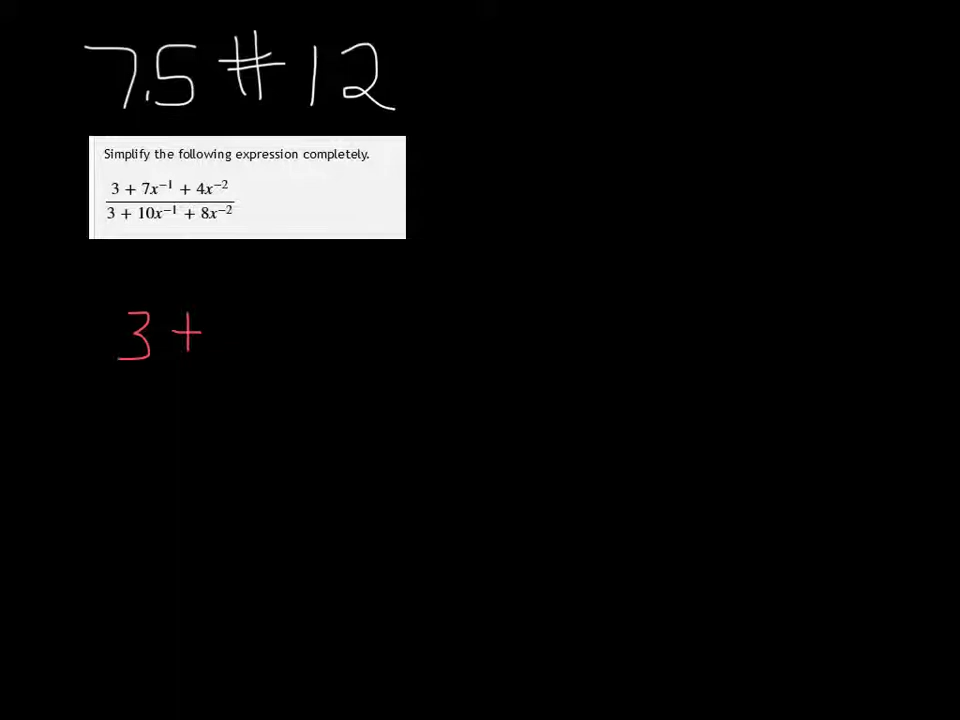 7.5 # 12
Simplify the following expression completely.
3 + 7x⁻¹ + 4x⁻²
3 + 10x⁻¹ + 8x⁻²
3 +